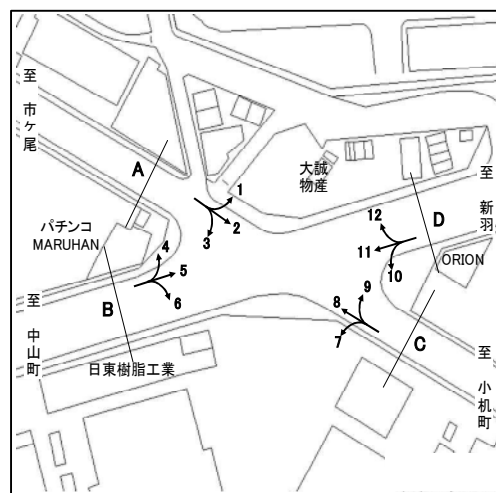 至
市ヶ尾
A
1
2
3
大誠
物産
至
新羽
12
11
10
D
パチンコ
MARUHAN
4
5
6
ORION
9
8
7
至
中山町
B
C
日東樹脂工業
至
小机町